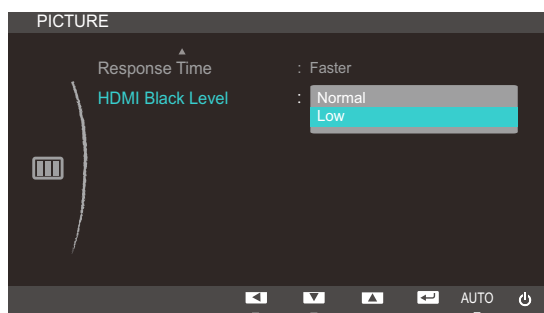 PICTURE
Response Time : Faster
HDMI Black Level : Normal
Low
AUTO